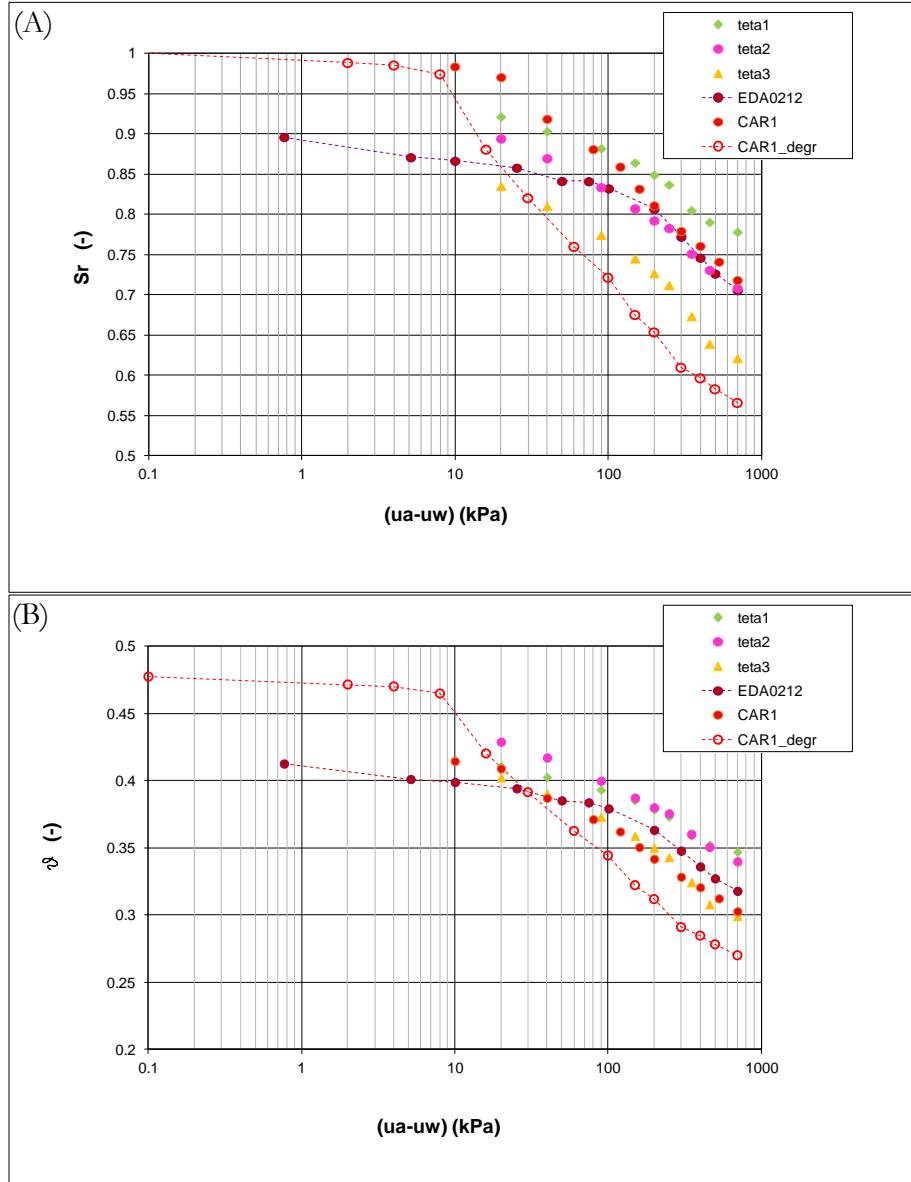 (A)
teta1
teta2
teta3
EDA0212
CAR1
CAR1_degr
1
0.95
0.9
0.85
0.8
0.75
0.7
0.65
0.6
0.55
0.5
Sr (-)
0.1 1 10 100 1000
(ua-uw) (kPa)
(B)
teta1
teta2
teta3
EDA0212
CAR1
CAR1_degr
0.5
0.45
0.4
0.35
0.3
0.25
0.2
ϑ (-)
0.1 1 10 100 1000
(ua-uw) (kPa)